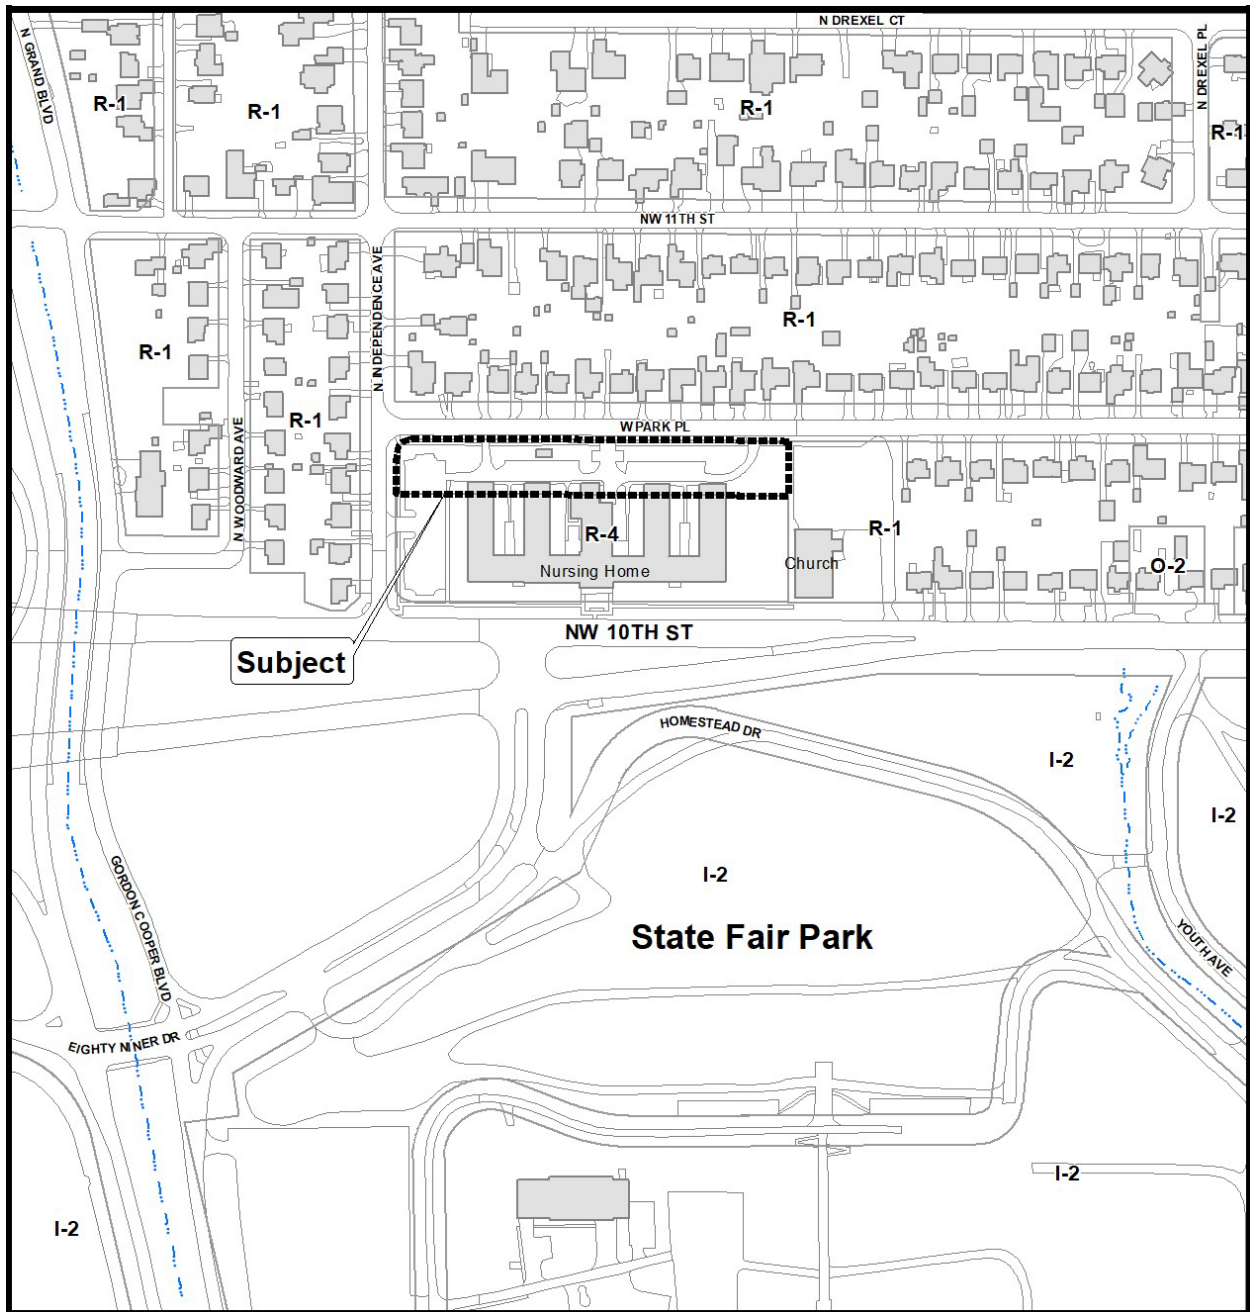 N DREXEL CT
N GRAND BLVD
N DREXEL PL
R-1
R-1
R-1
R-1
NW 11TH ST
N INDEPENDENCE AVE
R-1
R-1
R-1
N WOODWARD AVE
W PARK PL
R-4
R-1
Church
O-2
Nursing Home
NW 10TH ST
Subject
HOMESTEAD DR
I-2
I-2
I-2
GORDON COOPER BLVD
State Fair Park
YOUTH AVE
EIGHTY NINER DR
I-2
I-2